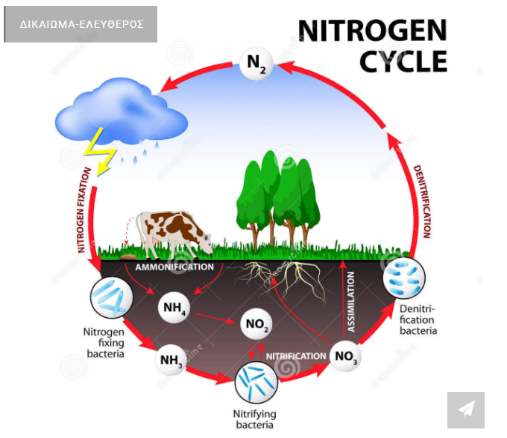 ΔΙΚΑΙΩΜΑ-ΕΛΕΥΘΕΡΟΣ
NITROGEN
CYCLE
N2
NITROGEN FIXATION
DENITRIFICATION
AMMONIFICATION
NH4
NO2
ASSIMILATION
Nitrogen
fixing
bacteria
Denitri-
fication
bacteria
NH3
NITRIFICATION
NO3
Nitrifying
bacteria